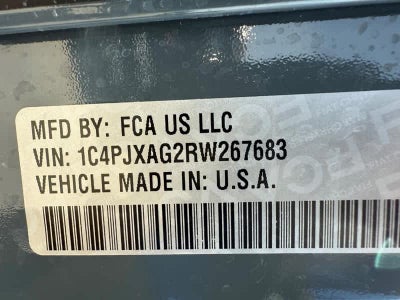 MFD BY: FCA US LLC
VIN: 1C4PJXAG2RW267683
VEHICLE MADE IN: U.S.A.